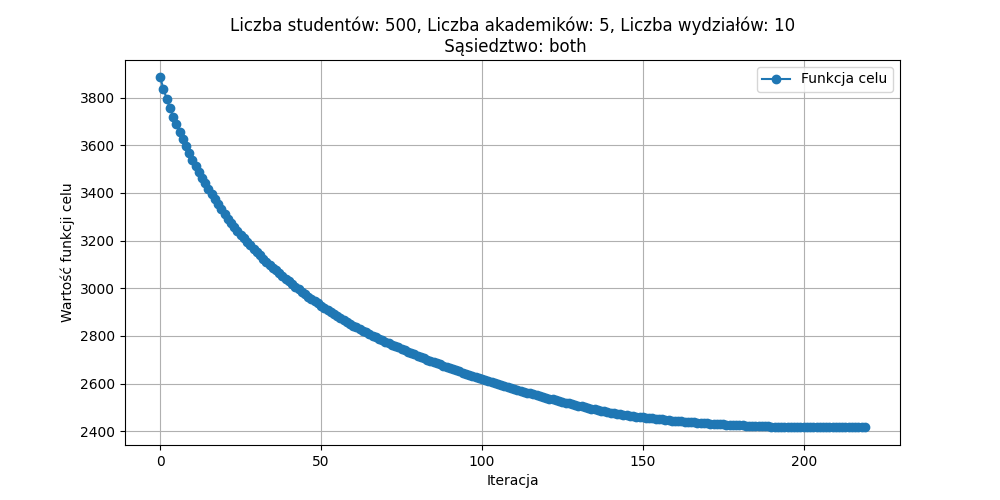 Liczba studentów: 500, Liczba akademików: 5, Liczba wydziałów: 10
Sąsiedztwo: both
Funkcja celu
Wartość funkcji celu
3800
3600
3400
3200
3000
2800
2600
2400
0 50 100 150 200
Iteracja